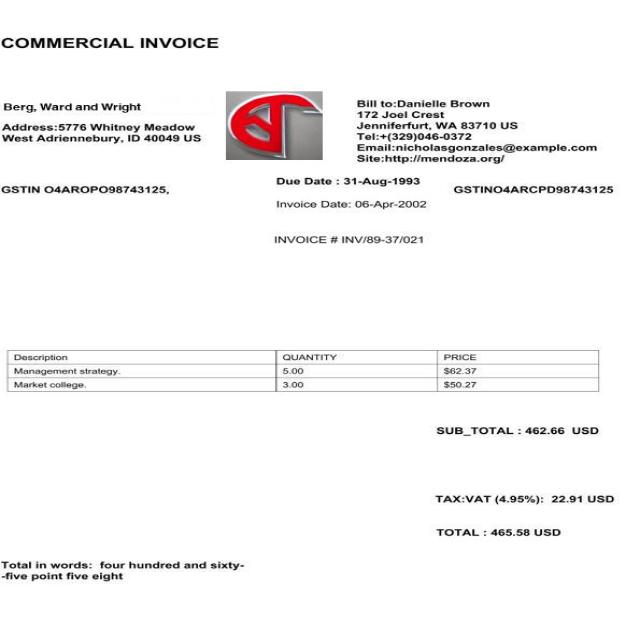 COMMERCIAL INVOICE
Berg, Ward and Wright
Address:5776 Whitney Meadow
West Adriennebury, ID 40049 US
Bill to:Danielle Brown
172 Joel Crest
Jenniferfurt, WA 83710 US
Tel:+(329)046-0372
Email:nicholasgonzales@example.com
Site:http://mendoza.org/
GSTIN O4AROPO98743125,
Due Date : 31-Aug-1993
GSTINO4ARCPD98743125
Invoice Date: 06-Apr-2002
INVOICE # INV/89-37/021
Description QUANTITY PRICE
Management strategy. 5.00 $62.37
Market college. 3.00 $50.27
SUB_TOTAL : 462.66 USD
TAX:VAT (4.95%): 22.91 USD
TOTAL : 465.58 USD
Total in words: four hundred and sixty-
-five point five eight